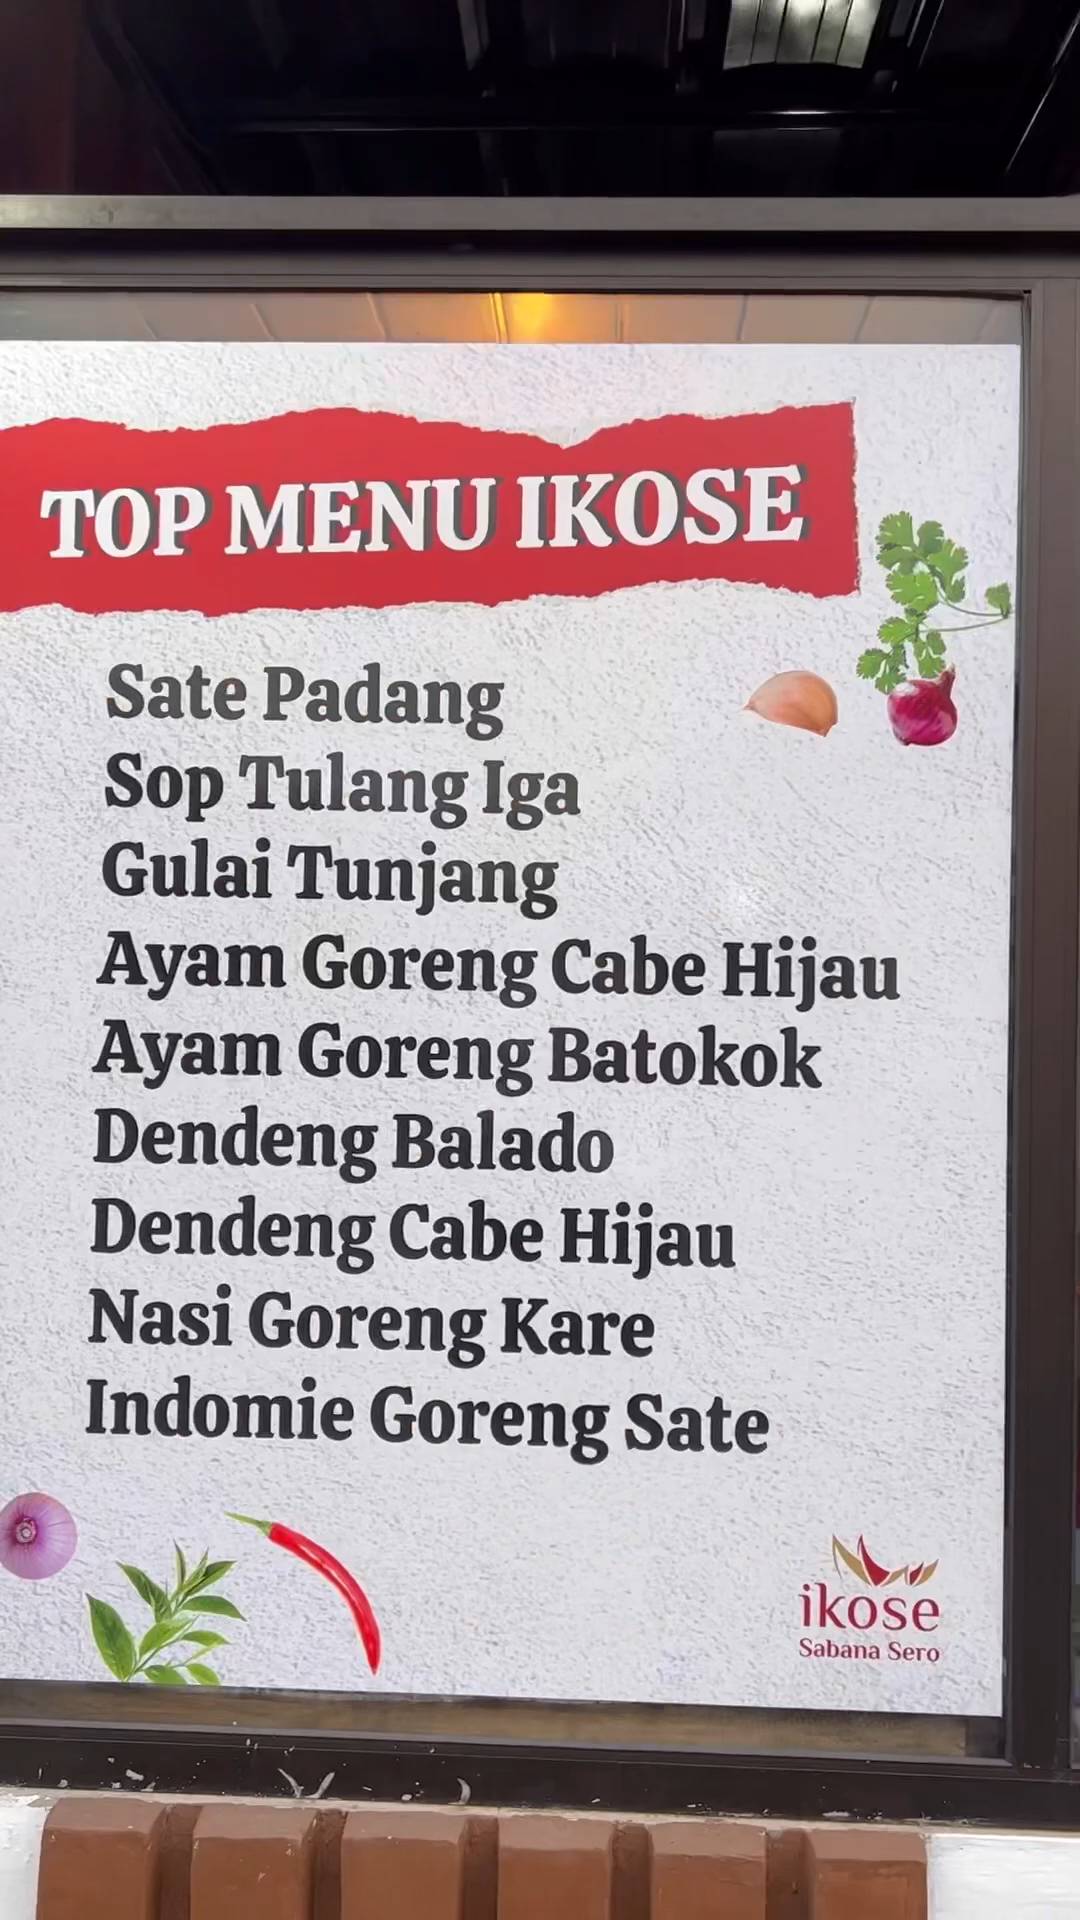 TOP MENU IKOSE
Sate Padang
Sop Tulang Iga
Gulai Tunjang
Ayam Goreng Cabe Hijau
Ayam Goreng Batokok
Dendeng Balado
Dendeng Cabe Hijau
Nasi Goreng Kare
Indomie Goreng Sate
ikose
Sabana Sero